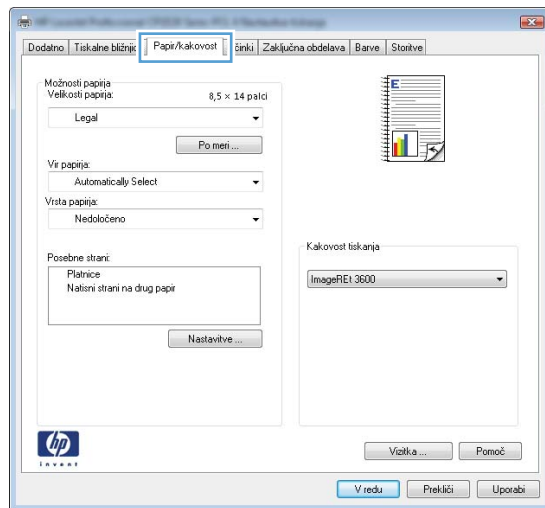 Dodatno Tiskalne bližnjic Papir/kakovost činki Zaključna obdelava Barve Storitve
Možnosti papirja
Velikosti papirja: 8,5 × 14 palci
Legal
Po meri ...
Vir papirja:
Automatically Select
Vrsta papirja:
Nedoločeno
Posebne strani:
Platnice
Natisni strani na drug papir
Nastavitve ...
E
Kakovost tiskanja
ImageREt 3600
hp
invent
Vizitka ... Pomoč
V redu Prekliči Uporabi